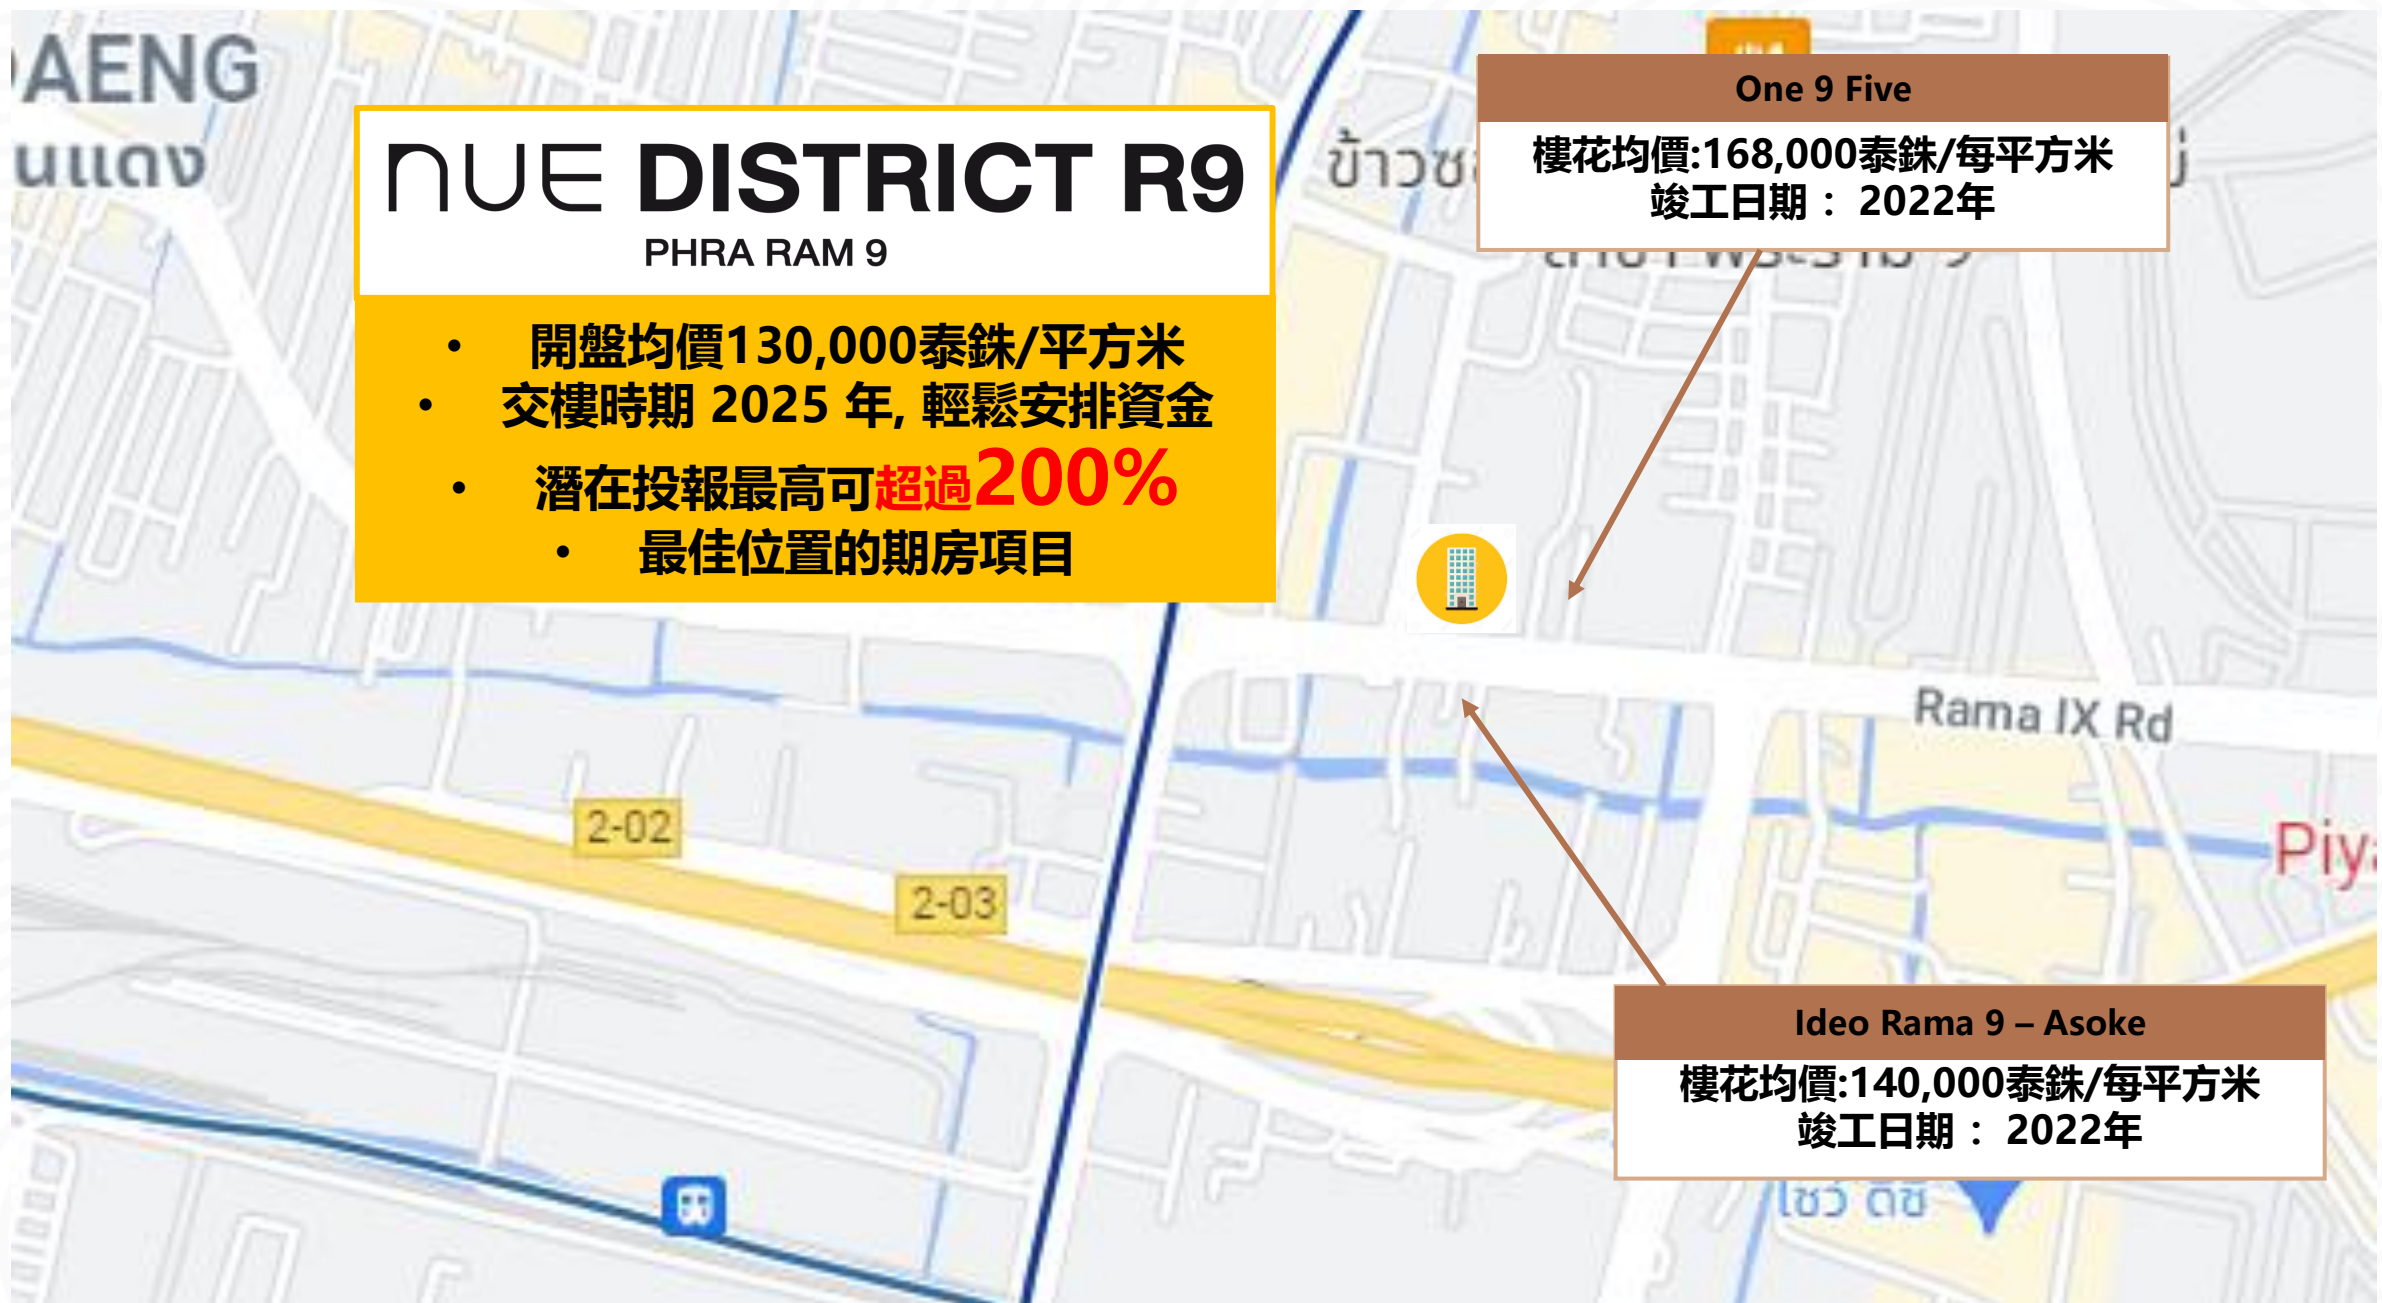 One 9 Five
樓花均價:168,000泰銖/每平方米
竣工日期： 2022年
nUE DISTRICT R9
PHRA RAM 9
• 開盤均價130,000泰銖/平方米
• 交樓時期 2025 年, 輕鬆安排資金
• 潛在投報最高可超過200%
• 最佳位置的期房項目
Rama IX Rd
2-02
2-03
Ideo Rama 9 – Asoke
樓花均價:140,000泰銖/每平方米
竣工日期： 2022年